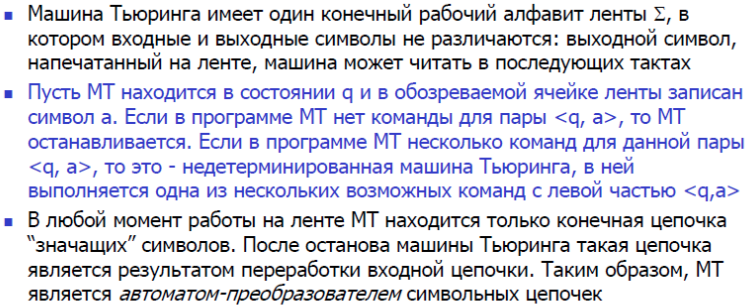 ▪ Машина Тьюринга имеет один конечный рабочий алфавит ленты Σ, в
котором входные и выходные символы не различаются: выходной символ,
напечатанный на ленте, машина может читать в последующих тактах
▪ Пусть МТ находится в состоянии q и в обозреваемой ячейке ленты записан
символ a. Если в программе МТ нет команды для пары <q, a>, то МТ
останавливается. Если в программе МТ несколько команд для данной пары
<q, a>, то это - недетерминированная машина Тьюринга, в ней
выполняется одна из нескольких возможных команд с левой частью <q,a>
▪ В любой момент работы на ленте МТ находится только конечная цепочка
“значащих” символов. После останова машины Тьюринга такая цепочка
является результатом переработки входной цепочки. Таким образом, МТ
является автоматом-преобразователем символьных цепочек